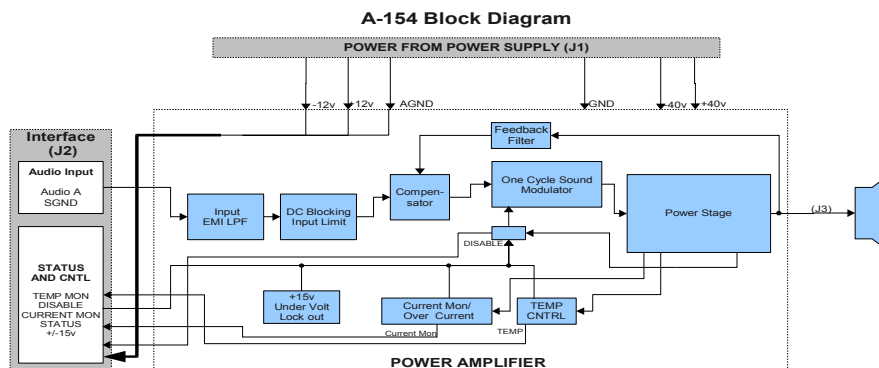 A-154 Block Diagram
POWER FROM POWER SUPPLY (J1)
-12v
+12v
AGND
GND
-40v
+40v
Interface
(J2)
Audio Input
Audio A
SGND
Feedback
Filter
Input
EMI LPF
DC Blocking
Input Limit
Compen-
sator
One Cycle Sound
Modulator
Power Stage
(J3)
DISABLE
STATUS
AND CNTL
TEMP MON
DISABLE
CURRENT MON
STATUS
+/-15v
+15v
Under Volt
Lock out
Current Mon/
Over Current
TEMP
CNTRL
Current Mon
TEMP
POWER AMPLIFIER